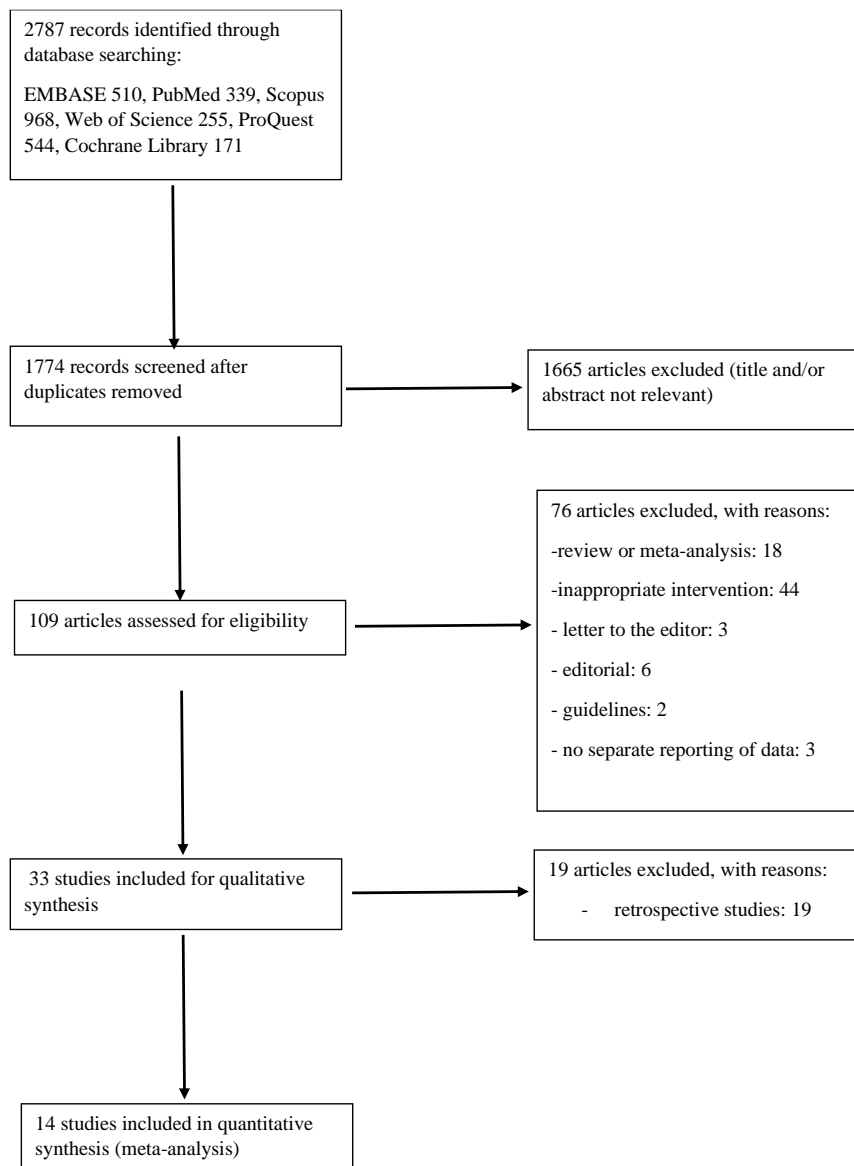 2787 records identified through
database searching:
EMBASE 510, PubMed 339, Scopus
968, Web of Science 255, ProQuest
544, Cochrane Library 171
1774 records screened after
duplicates removed
1665 articles excluded (title and/or
abstract not relevant)
76 articles excluded, with reasons:
-review or meta-analysis: 18
-inappropriate intervention: 44
- letter to the editor: 3
- editorial: 6
- guidelines: 2
- no separate reporting of data: 3
109 articles assessed for eligibility
33 studies included for qualitative
synthesis
19 articles excluded, with reasons:
- retrospective studies: 19
14 studies included in quantitative
synthesis (meta-analysis)